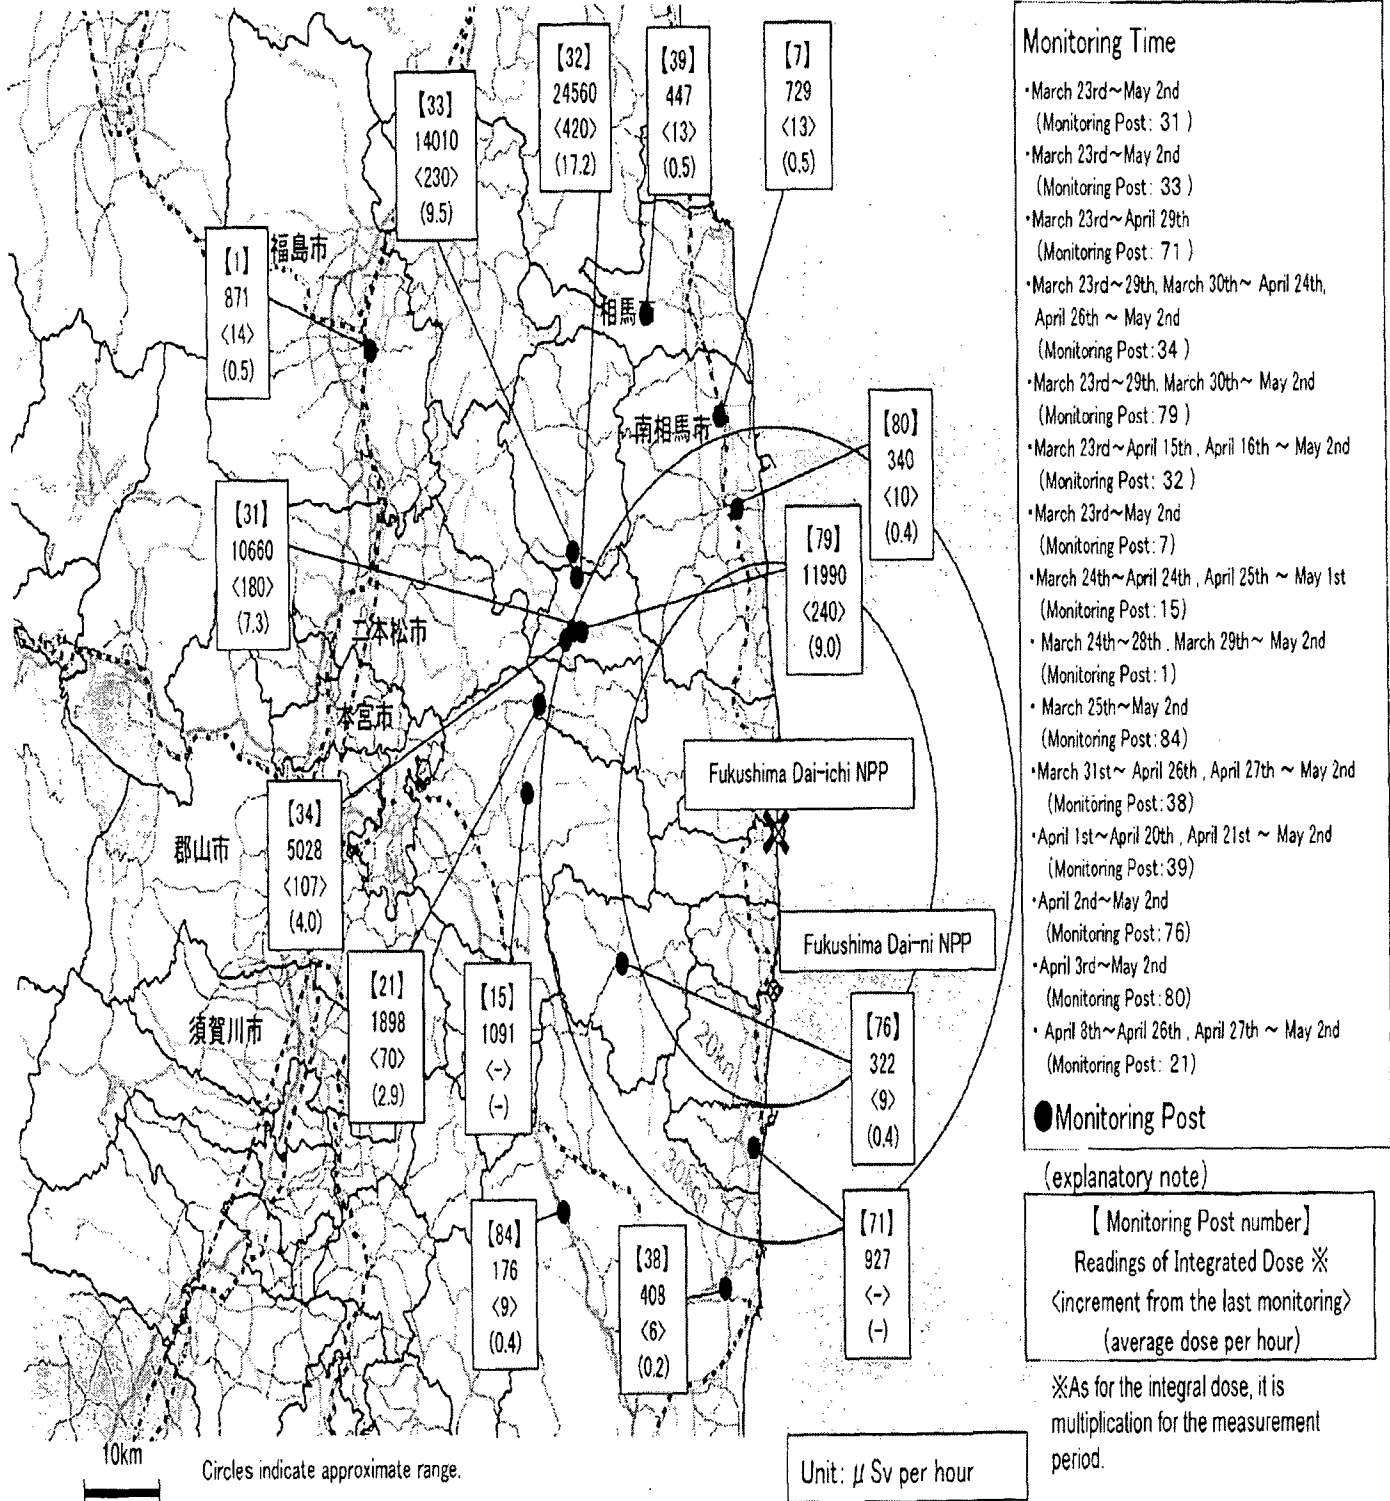 【32】
24560
<420>
(17.2)
【39】
447
<13>
(0.5)
【7】
729
<13>
(0.5)
【33】
14010
<230>
(9.5)
【1】
871
<14>
(0.5)
福島市
相馬市
南相馬市
【80】
340
<10>
(0.4)
【31】
10660
<180>
(7.3)
【79】
11990
<240>
(9.0)
二本松市
本宮市
Fukushima Dai-ichi NPP
【34】
5028
<107>
(4.0)
郡山市
Fukushima Dai-ni NPP
【21】
1898
<70>
(2.9)
【15】
1091
<->
(-)
須賀川市
【76】
322
<9>
(0.4)
20km
30km
【84】
176
<9>
(0.4)
【38】
408
<6>
(0.2)
【71】
927
<->
(-)
10km
Circles indicate approximate range.
Unit: μ Sv per hour
Monitoring Time
・March 23rd~May 2nd
(Monitoring Post: 31 )
・March 23rd~May 2nd
(Monitoring Post: 33 )
・March 23rd~April 29th
(Monitoring Post: 71 )
・March 23rd~29th, March 30th~ April 24th,
April 26th ~ May 2nd
(Monitoring Post:34 )
・March 23rd~29th, March 30th~ May 2nd
(Monitoring Post: 79 )
・March 23rd~April 15th , April 16th ~ May 2nd
(Monitoring Post: 32 )
・March 23rd~May 2nd
(Monitoring Post: 7)
・March 24th~April 24th , April 25th ~ May 1st
(Monitoring Post:15)
・ March 24th~28th , March 29th~ May 2nd
(Monitoring Post: 1)
・ March 25th~May 2nd
(Monitoring Post:84)
・March 31st~ April 26th , April 27th ~ May 2nd
(Monitoring Post:38)
・April 1st~April 20th , April 21st ~ May 2nd
(Monitoring Post:39)
・April 2nd~May 2nd
(Monitoring Post:76)
・April 3rd~May 2nd
(Monitoring Post:80)
・ April 8th~April 26th , April 27th ~ May 2nd
(Monitoring Post: 21)
●Monitoring Post
(explanatory note)
【 Monitoring Post number】
Readings of Integrated Dose ※
<increment from the last monitoring>
(average dose per hour)
※As for the integral dose, it is
multiplication for the measurement
period.